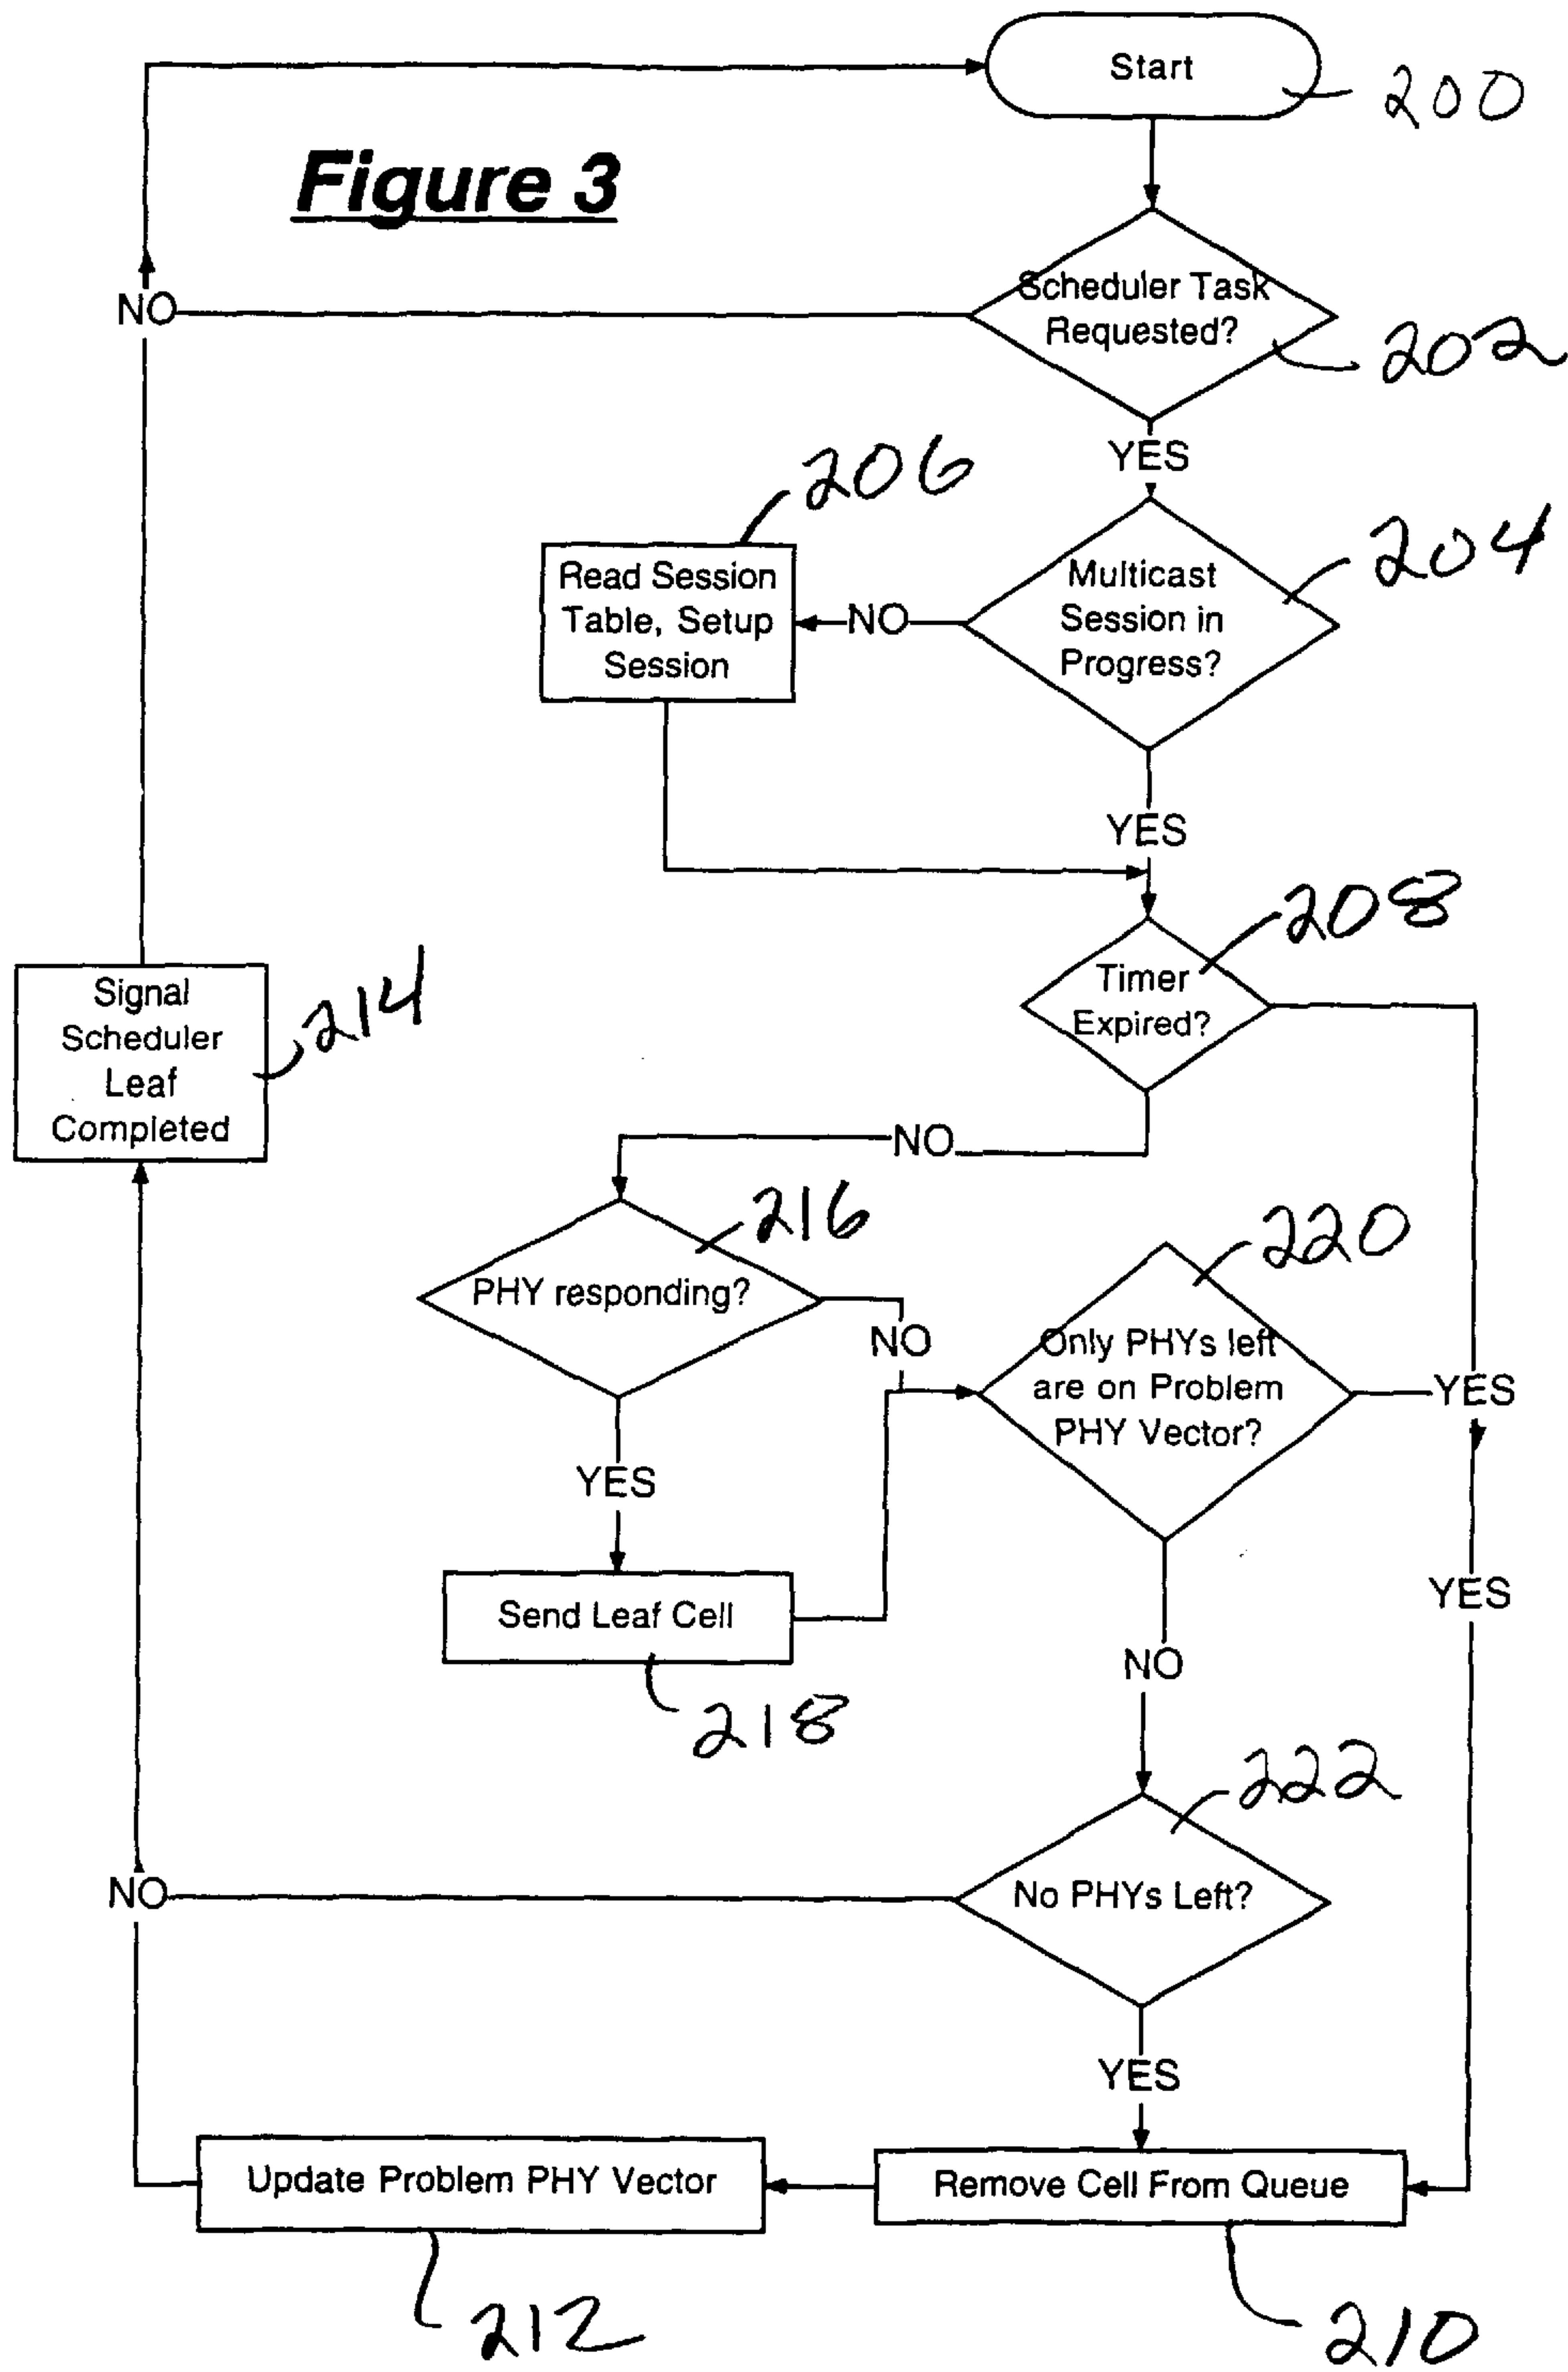 Start
200
Figure 3
Scheduler Task
Requested?
NO
202
YES
206
Read Session
Table, Setup
Session
NO
Multicast
Session in
Progress?
204
YES
208
Timer
Expired?
Signal
Scheduler
Leaf
Completed
214
NO
216
PHY responding?
NO
220
Only PHYs left
are on Problem
PHY Vector?
YES
YES
Send Leaf Cell
218
YES
NO
222
No PHYs Left?
NO
YES
Update Problem PHY Vector
Remove Cell From Queue
212
210